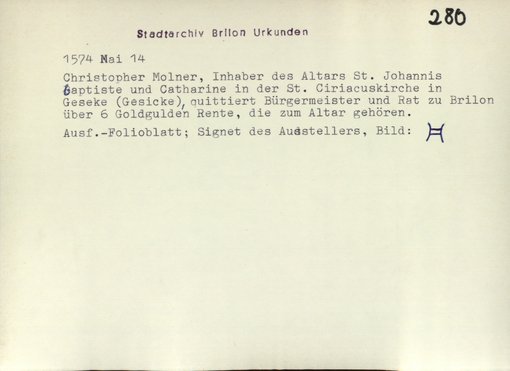 280
Stadtarchiv Brilon Urkunden
1574 Mai 14
Christopher Molner, Inhaber des Altars St. Johannis
baptiste und Catharine in der St. Ciriacuskirche in
Geseke (Gesicke), quittiert Bürgermeister und Rat zu Brilon
über 6 Goldgulden Rente, die zum Altar gehören.
Ausf.-Folioblatt; Signet des Ausstellers, Bild: